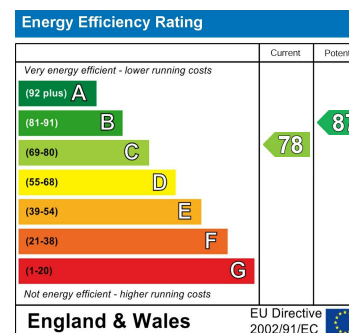 Energy Efficiency Rating
Current Potent
Very energy efficient - lower running costs
(92 plus) A
(81-91) B 87
(69-80) C 78
(55-68) D
(39-54) E
(21-38) F
(1-20) G
Not energy efficient - higher running costs
England & Wales
EU Directive
2002/91/EC